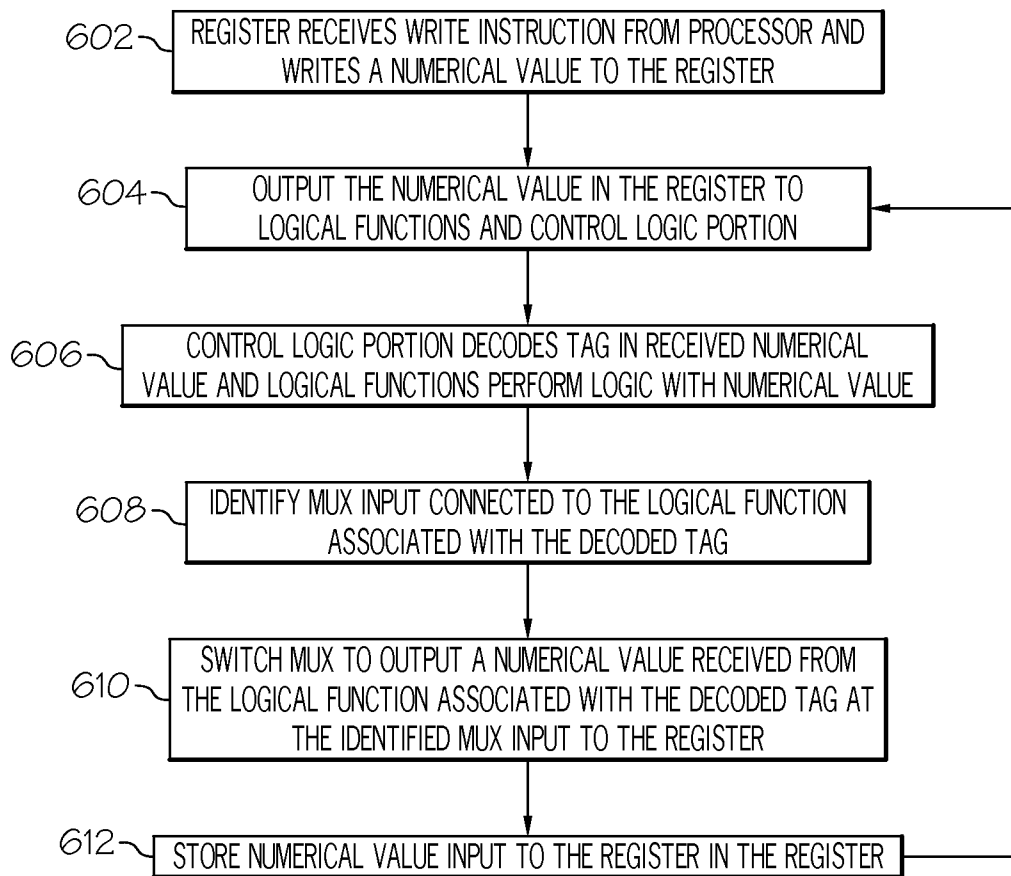 602
REGISTER RECEIVES WRITE INSTRUCTION FROM PROCESSOR AND
WRITES A NUMERICAL VALUE TO THE REGISTER
604
OUTPUT THE NUMERICAL VALUE IN THE REGISTER TO
LOGICAL FUNCTIONS AND CONTROL LOGIC PORTION
606
CONTROL LOGIC PORTION DECODES TAG IN RECEIVED NUMERICAL
VALUE AND LOGICAL FUNCTIONS PERFORM LOGIC WITH NUMERICAL VALUE
608
IDENTIFY MUX INPUT CONNECTED TO THE LOGICAL FUNCTION
ASSOCIATED WITH THE DECODED TAG
610
SWITCH MUX TO OUTPUT A NUMERICAL VALUE RECEIVED FROM
THE LOGICAL FUNCTION ASSOCIATED WITH THE DECODED TAG AT
THE IDENTIFIED MUX INPUT TO THE REGISTER
612
STORE NUMERICAL VALUE INPUT TO THE REGISTER IN THE REGISTER